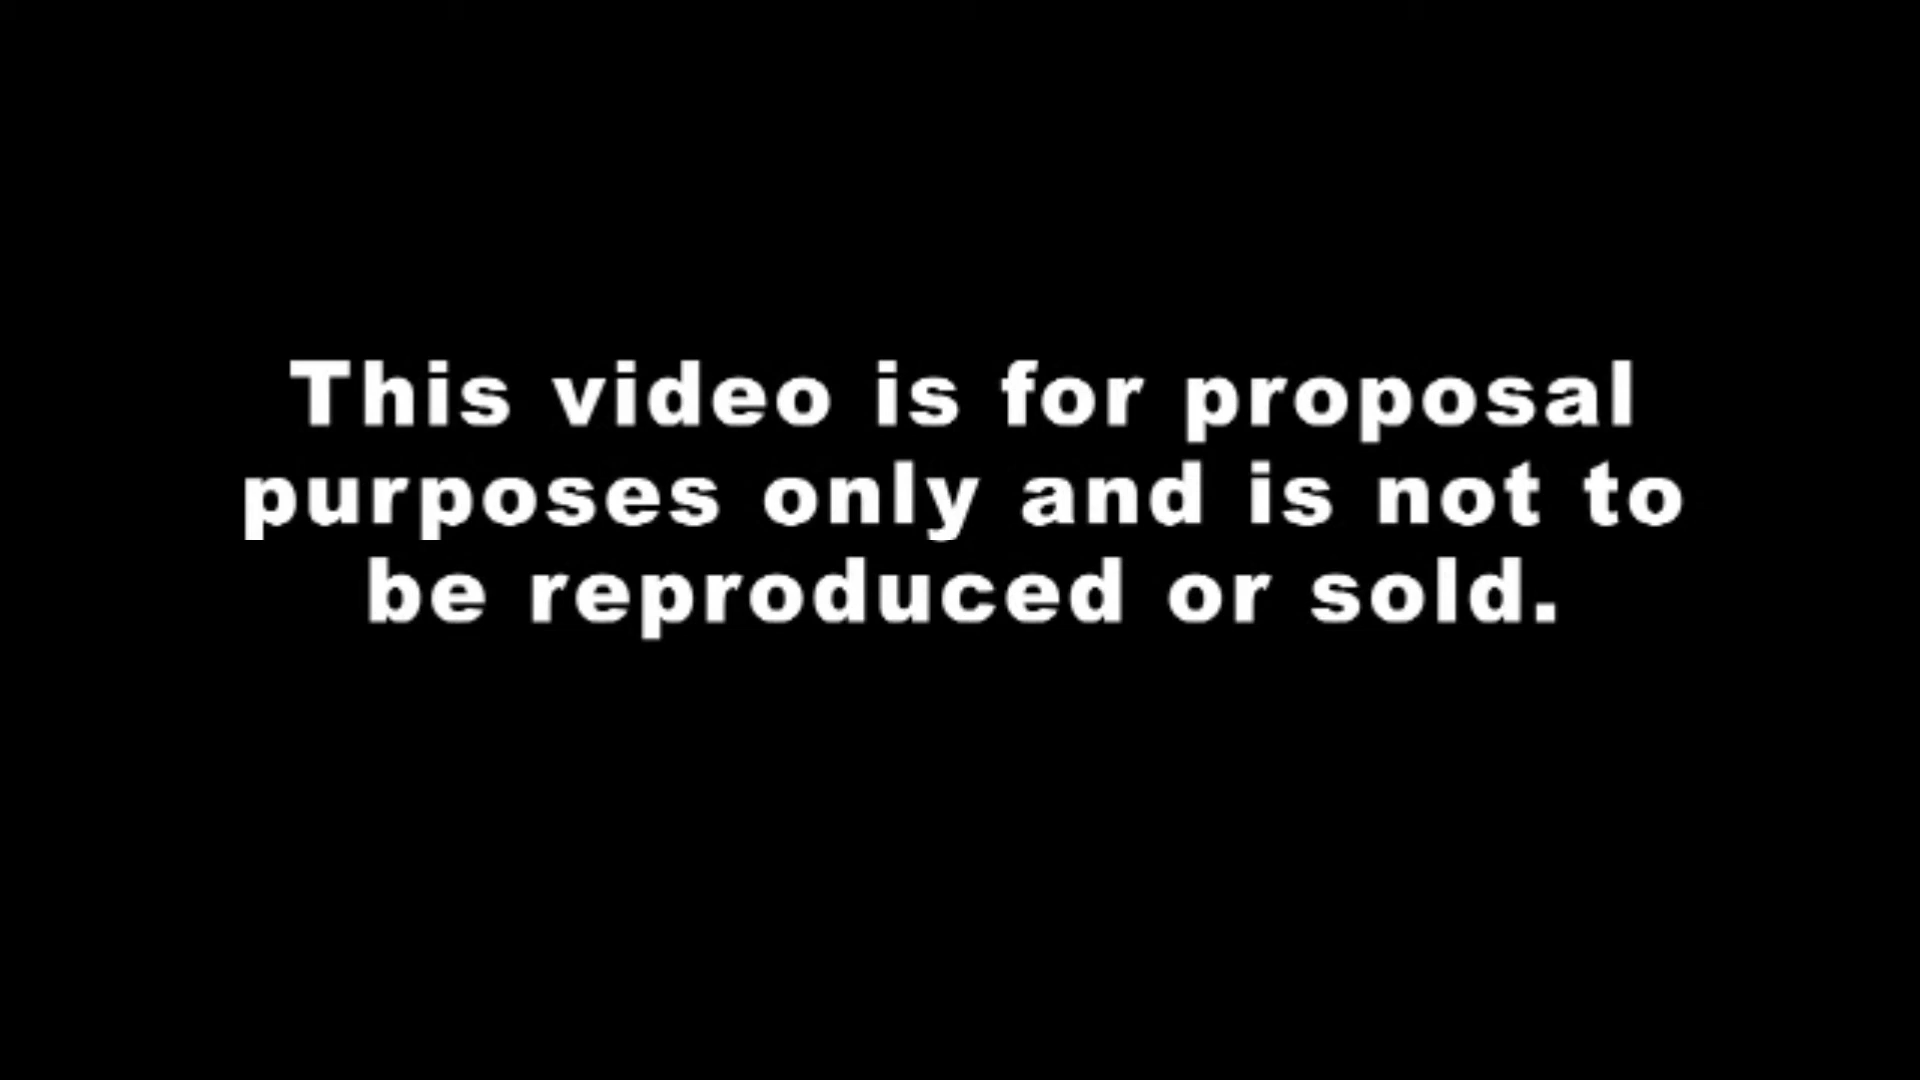 This video is for proposal
purposes only and is not to
be reproduced or sold.